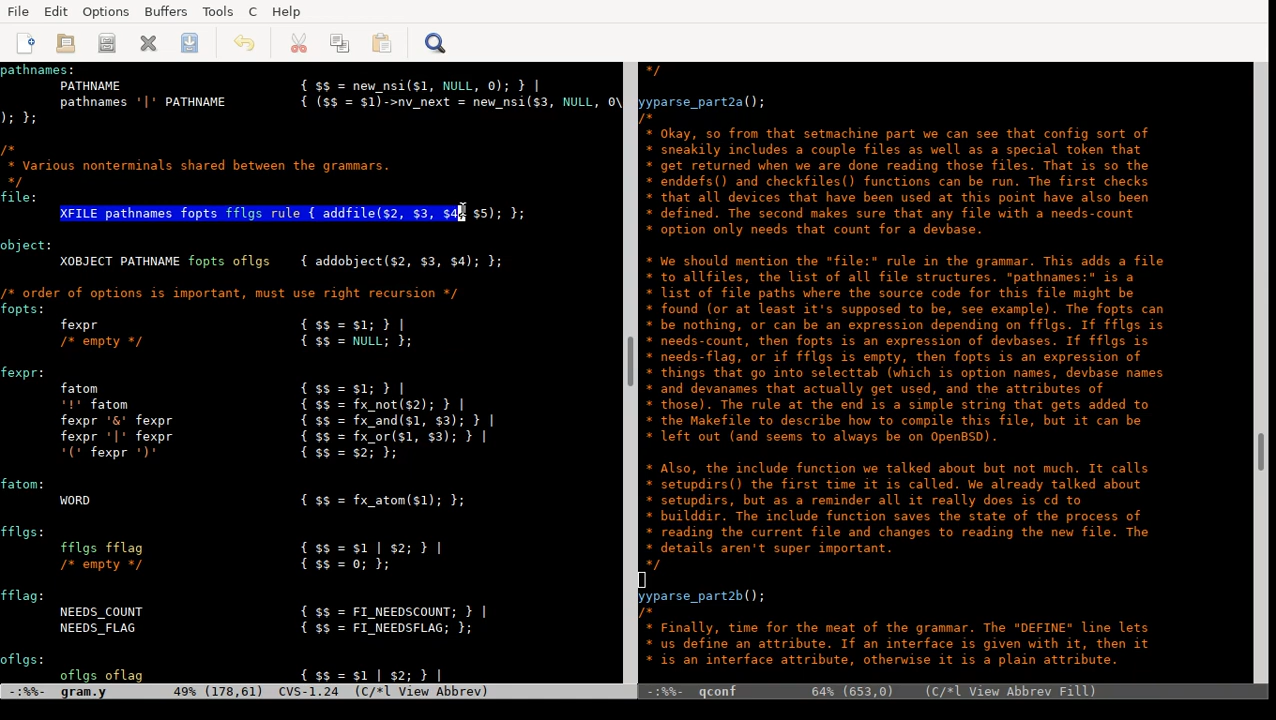 File Edit Options Buffers Tools C Help
pathnames:
PATHNAME { $$ = new_nsi($1, NULL, 0); } |
pathnames '|' PATHNAME { ($$ = $1)->nv_next = new_nsi($3, NULL, 0\
); };
/*
* Various nonterminals shared between the grammars.
*/
file:
XFILE pathnames fopts fflgs rule { addfile($2, $3, $4, $5); };
object:
XOBJECT PATHNAME fopts oflgs { addobject($2, $3, $4); };
/* order of options is important, must use right recursion */
fopts:
fexpr { $$ = $1; } |
/* empty */ { $$ = NULL; };
fexpr:
fatom { $$ = $1; } |
'!' fatom { $$ = fx_not($2); } |
fexpr '&' fexpr { $$ = fx_and($1, $3); } |
fexpr '|' fexpr { $$ = fx_or($1, $3); } |
'(' fexpr ')' { $$ = $2; };
fatom:
WORD { $$ = fx_atom($1); };
fflgs:
fflgs fflag { $$ = $1 | $2; } |
/* empty */ { $$ = 0; };
fflag:
NEEDS_COUNT { $$ = FI_NEEDSCOUNT; } |
NEEDS_FLAG { $$ = FI_NEEDSFLAG; };
oflgs:
oflgs oflag { $$ = $1 | $2; } |
-:%%- gram.y 49% (178,61) CVS-1.24 (C/*l View Abbrev)
*/
yyparse_part2a();
/*
* Okay, so from that setmachine part we can see that config sort of
* sneakily includes a couple files as well as a special token that
* get returned when we are done reading those files. That is so the
* enddefs() and checkfiles() functions can be run. The first checks
* that all devices that have been used at this point have also been
* defined. The second makes sure that any file with a needs-count
* option only needs that count for a devbase.
* We should mention the "file:" rule in the grammar. This adds a file
* to allfiles, the list of all file structures. "pathnames:" is a
* list of file paths where the source code for this file might be
* found (or at least it's supposed to be, see example). The fopts can
* be nothing, or can be an expression depending on fflgs. If fflgs is
* needs-count, then fopts is an expression of devbases. If fflgs is
* needs-flag, or if fflgs is empty, then fopts is an expression of
* things that go into selecttab (which is option names, devbase names
* and devanames that actually get used, and the attributes of
* those). The rule at the end is a simple string that gets added to
* the Makefile to describe how to compile this file, but it can be
* left out (and seems to always be on OpenBSD).
* Also, the include function we talked about but not much. It calls
* setupdirs() the first time it is called. We already talked about
* setupdirs, but as a reminder all it really does is cd to
* builddir. The include function saves the state of the process of
* reading the current file and changes to reading the new file. The
* details aren't super important.
*/
yyparse_part2b();
/*
* Finally, time for the meat of the grammar. The "DEFINE" line lets
* us define an attribute. If an interface is given with it, then it
* is an interface attribute, otherwise it is a plain attribute.
-:%%- qconf 64% (653,0) (C/*l View Abbrev Fill)